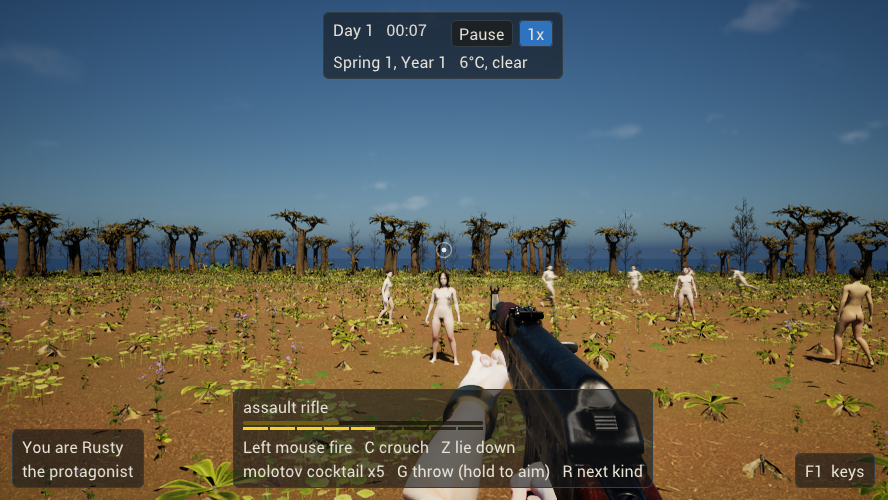 Day 1 00:07 Pause 1x
Spring 1, Year 1 6°C, clear
assault rifle
Left mouse fire C crouch Z lie down
molotov cocktail x5 G throw (hold to aim) R next kind
You are Rusty
the protagonist
F1 keys